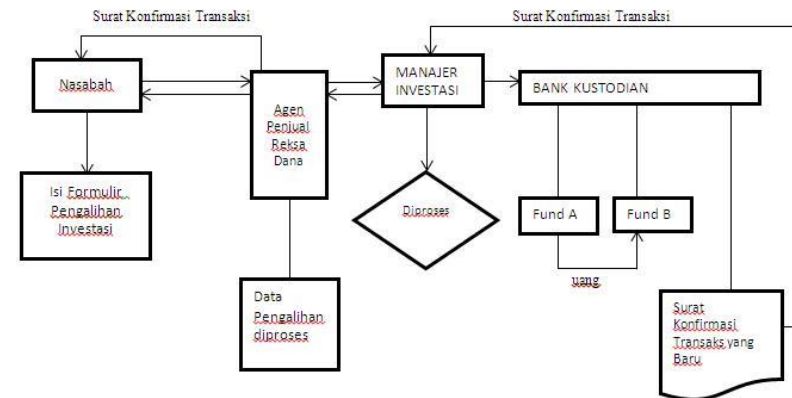 Surat Konfirmasi Transaksi
Surat Konfirmasi Transaksi
Nasabah
Agen
Penjual
Reksa
Dana
MANAJER
INVESTASI
BANK KUSTODIAN
Isi Formulir
Pengalihan
Investasi
Diproses
Fund A
Fund B
uang
Data
Pengalihan
diproses
Surat
Konfirmasi
Transaks yang
Baru